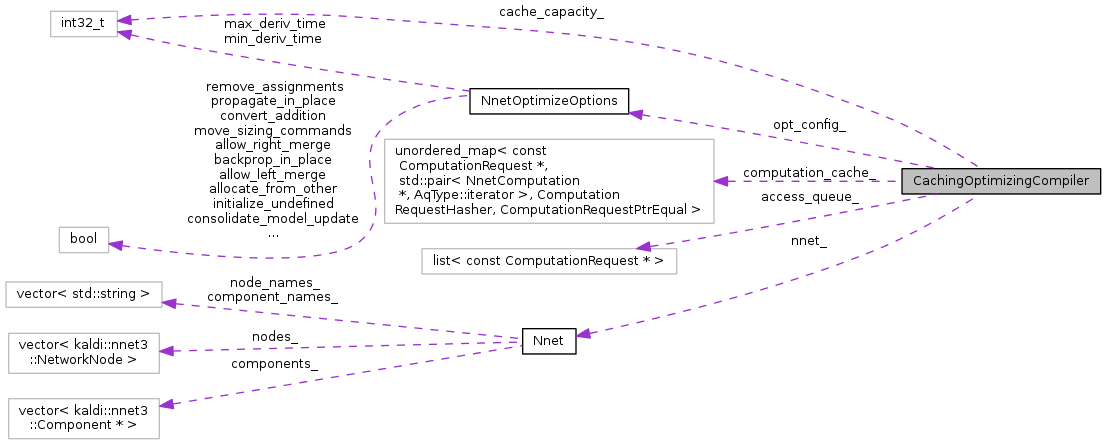 cache_capacity_
int32_t
max_deriv_time
min_deriv_time
remove_assignments
propagate_in_place
convert_addition
move_sizing_commands
allow_right_merge
backprop_in_place
allow_left_merge
allocate_from_other
initialize_undefined
consolidate_model_update
...
NnetOptimizeOptions
opt_config_
unordered_map< const
ComputationRequest *,
std::pair< NnetComputation
*, AqType::iterator >, Computation
RequestHasher, ComputationRequestPtrEqual >
computation_cache_
CachingOptimizingCompiler
access_queue_
bool
list< const ComputationRequest * >
nnet_
vector< std::string >
node_names_
component_names_
nodes_
Nnet
vector< kaldi::nnet3
::NetworkNode >
components_
vector< kaldi::nnet3
::Component * >